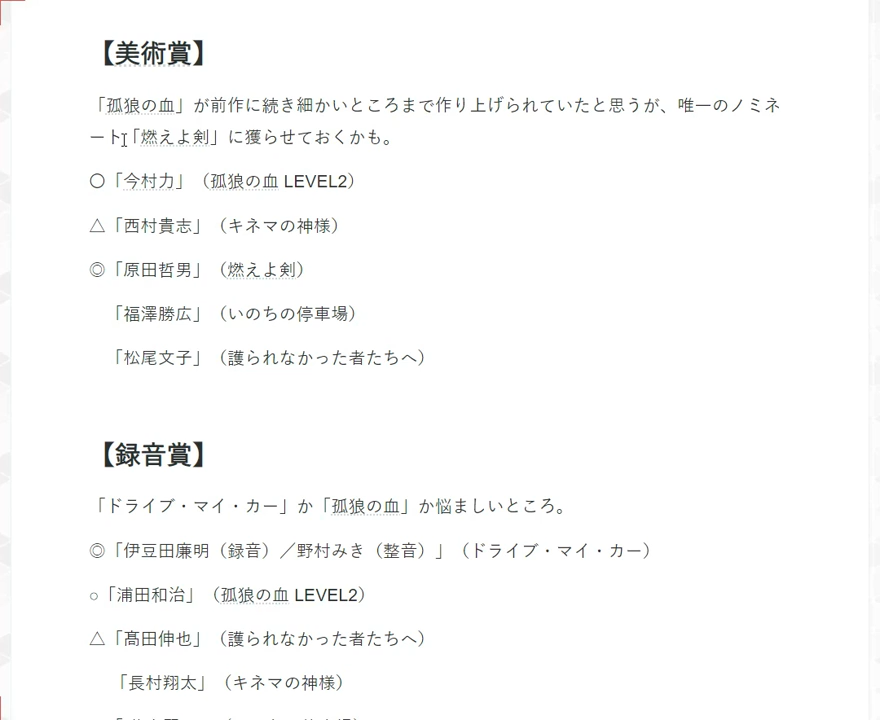 【美術賞】
「孤狼の血」が前作に続き細かいところまで作り上げられていたと思うが、唯一のノミネ
ート「燃えよ剣」に獲らせておくかも。
〇「今村力」（孤狼の血 LEVEL2）
△「西村貴志」（キネマの神様）
◎「原田哲男」（燃えよ剣）
「福澤勝広」（いのちの停車場）
「松尾文子」（護られなかった者たちへ）
【録音賞】
「ドライブ・マイ・カー」か「孤狼の血」か悩ましいところ。
◎「伊豆田廉明（録音）／野村みき（整音）」（ドライブ・マイ・カー）
○「浦田和治」（孤狼の血 LEVEL2）
△「髙田伸也」（護られなかった者たちへ）
「長村翔太」（キネマの神様）